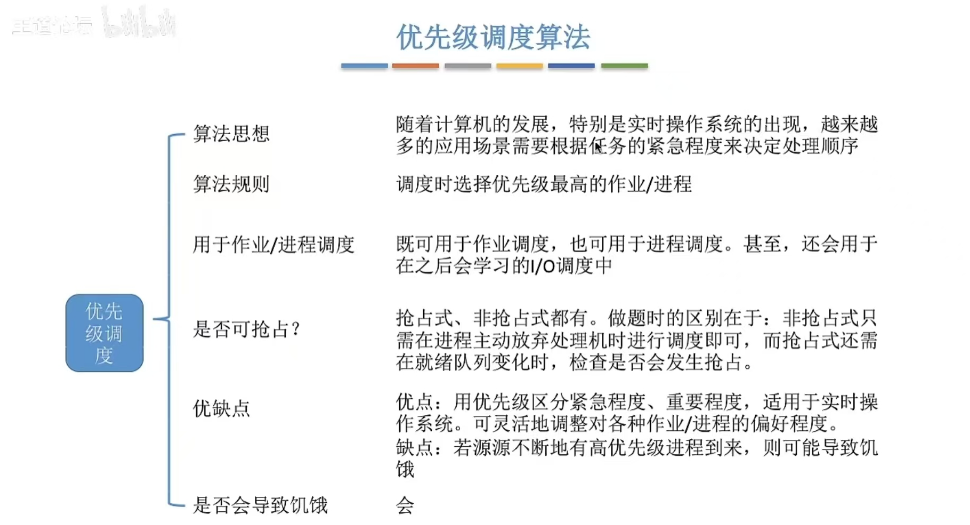 优先级调度算法
算法思想
随着计算机的发展，特别是实时操作系统的出现，越来越
多的应用场景需要根据任务的紧急程度来决定处理顺序
算法规则
调度时选择优先级最高的作业/进程
用于作业/进程调度
既可用于作业调度，也可用于进程调度。甚至，还会用于
在之后会学习的I/O调度中
优先
级调
度
是否可抢占？
抢占式、非抢占式都有。做题时的区别在于：非抢占式只
需在进程主动放弃处理机时进行调度即可，而抢占式还需
在就绪队列变化时，检查是否会发生抢占。
优缺点
优点：用优先级区分紧急程度、重要程度，适用于实时操
作系统。可灵活地调整对各种作业/进程的偏好程度。
缺点：若源源不断地有高优先级进程到来，则可能导致饥
饿
是否会导致饥饿
会